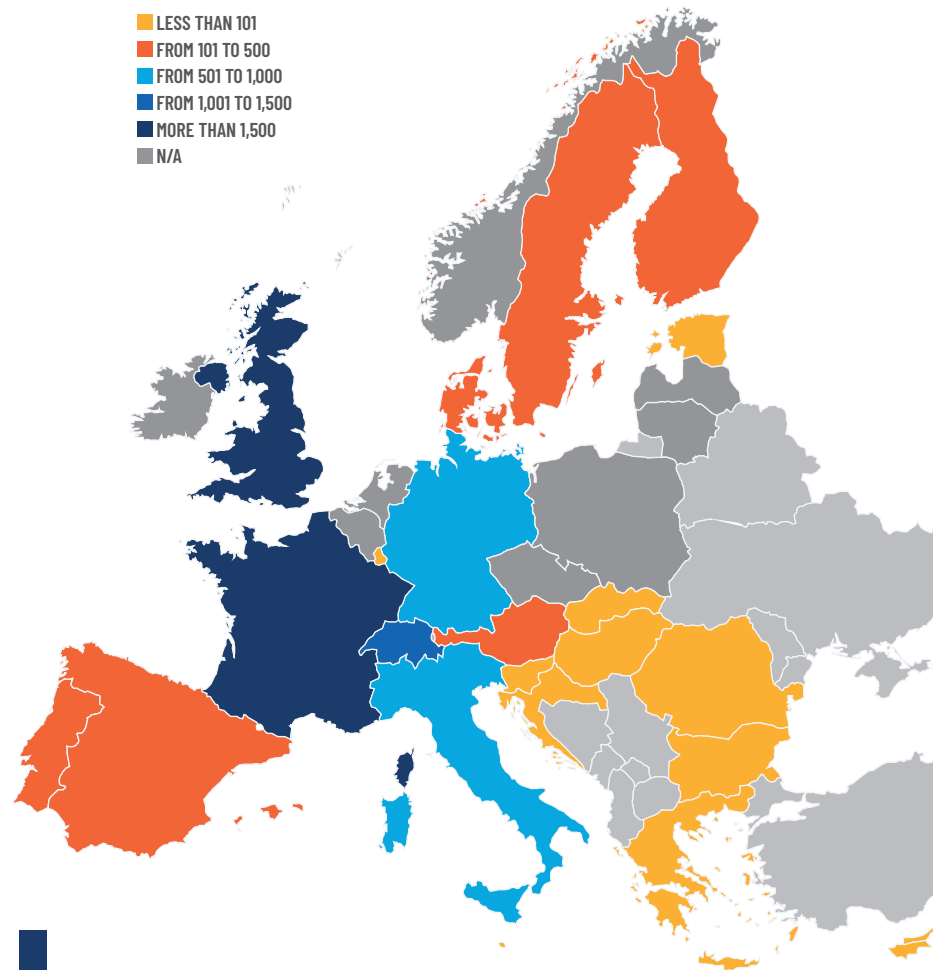 LESS THAN 101
FROM 101 TO 500
FROM 501 TO 1,000
FROM 1,001 TO 1,500
MORE THAN 1,500
N/A